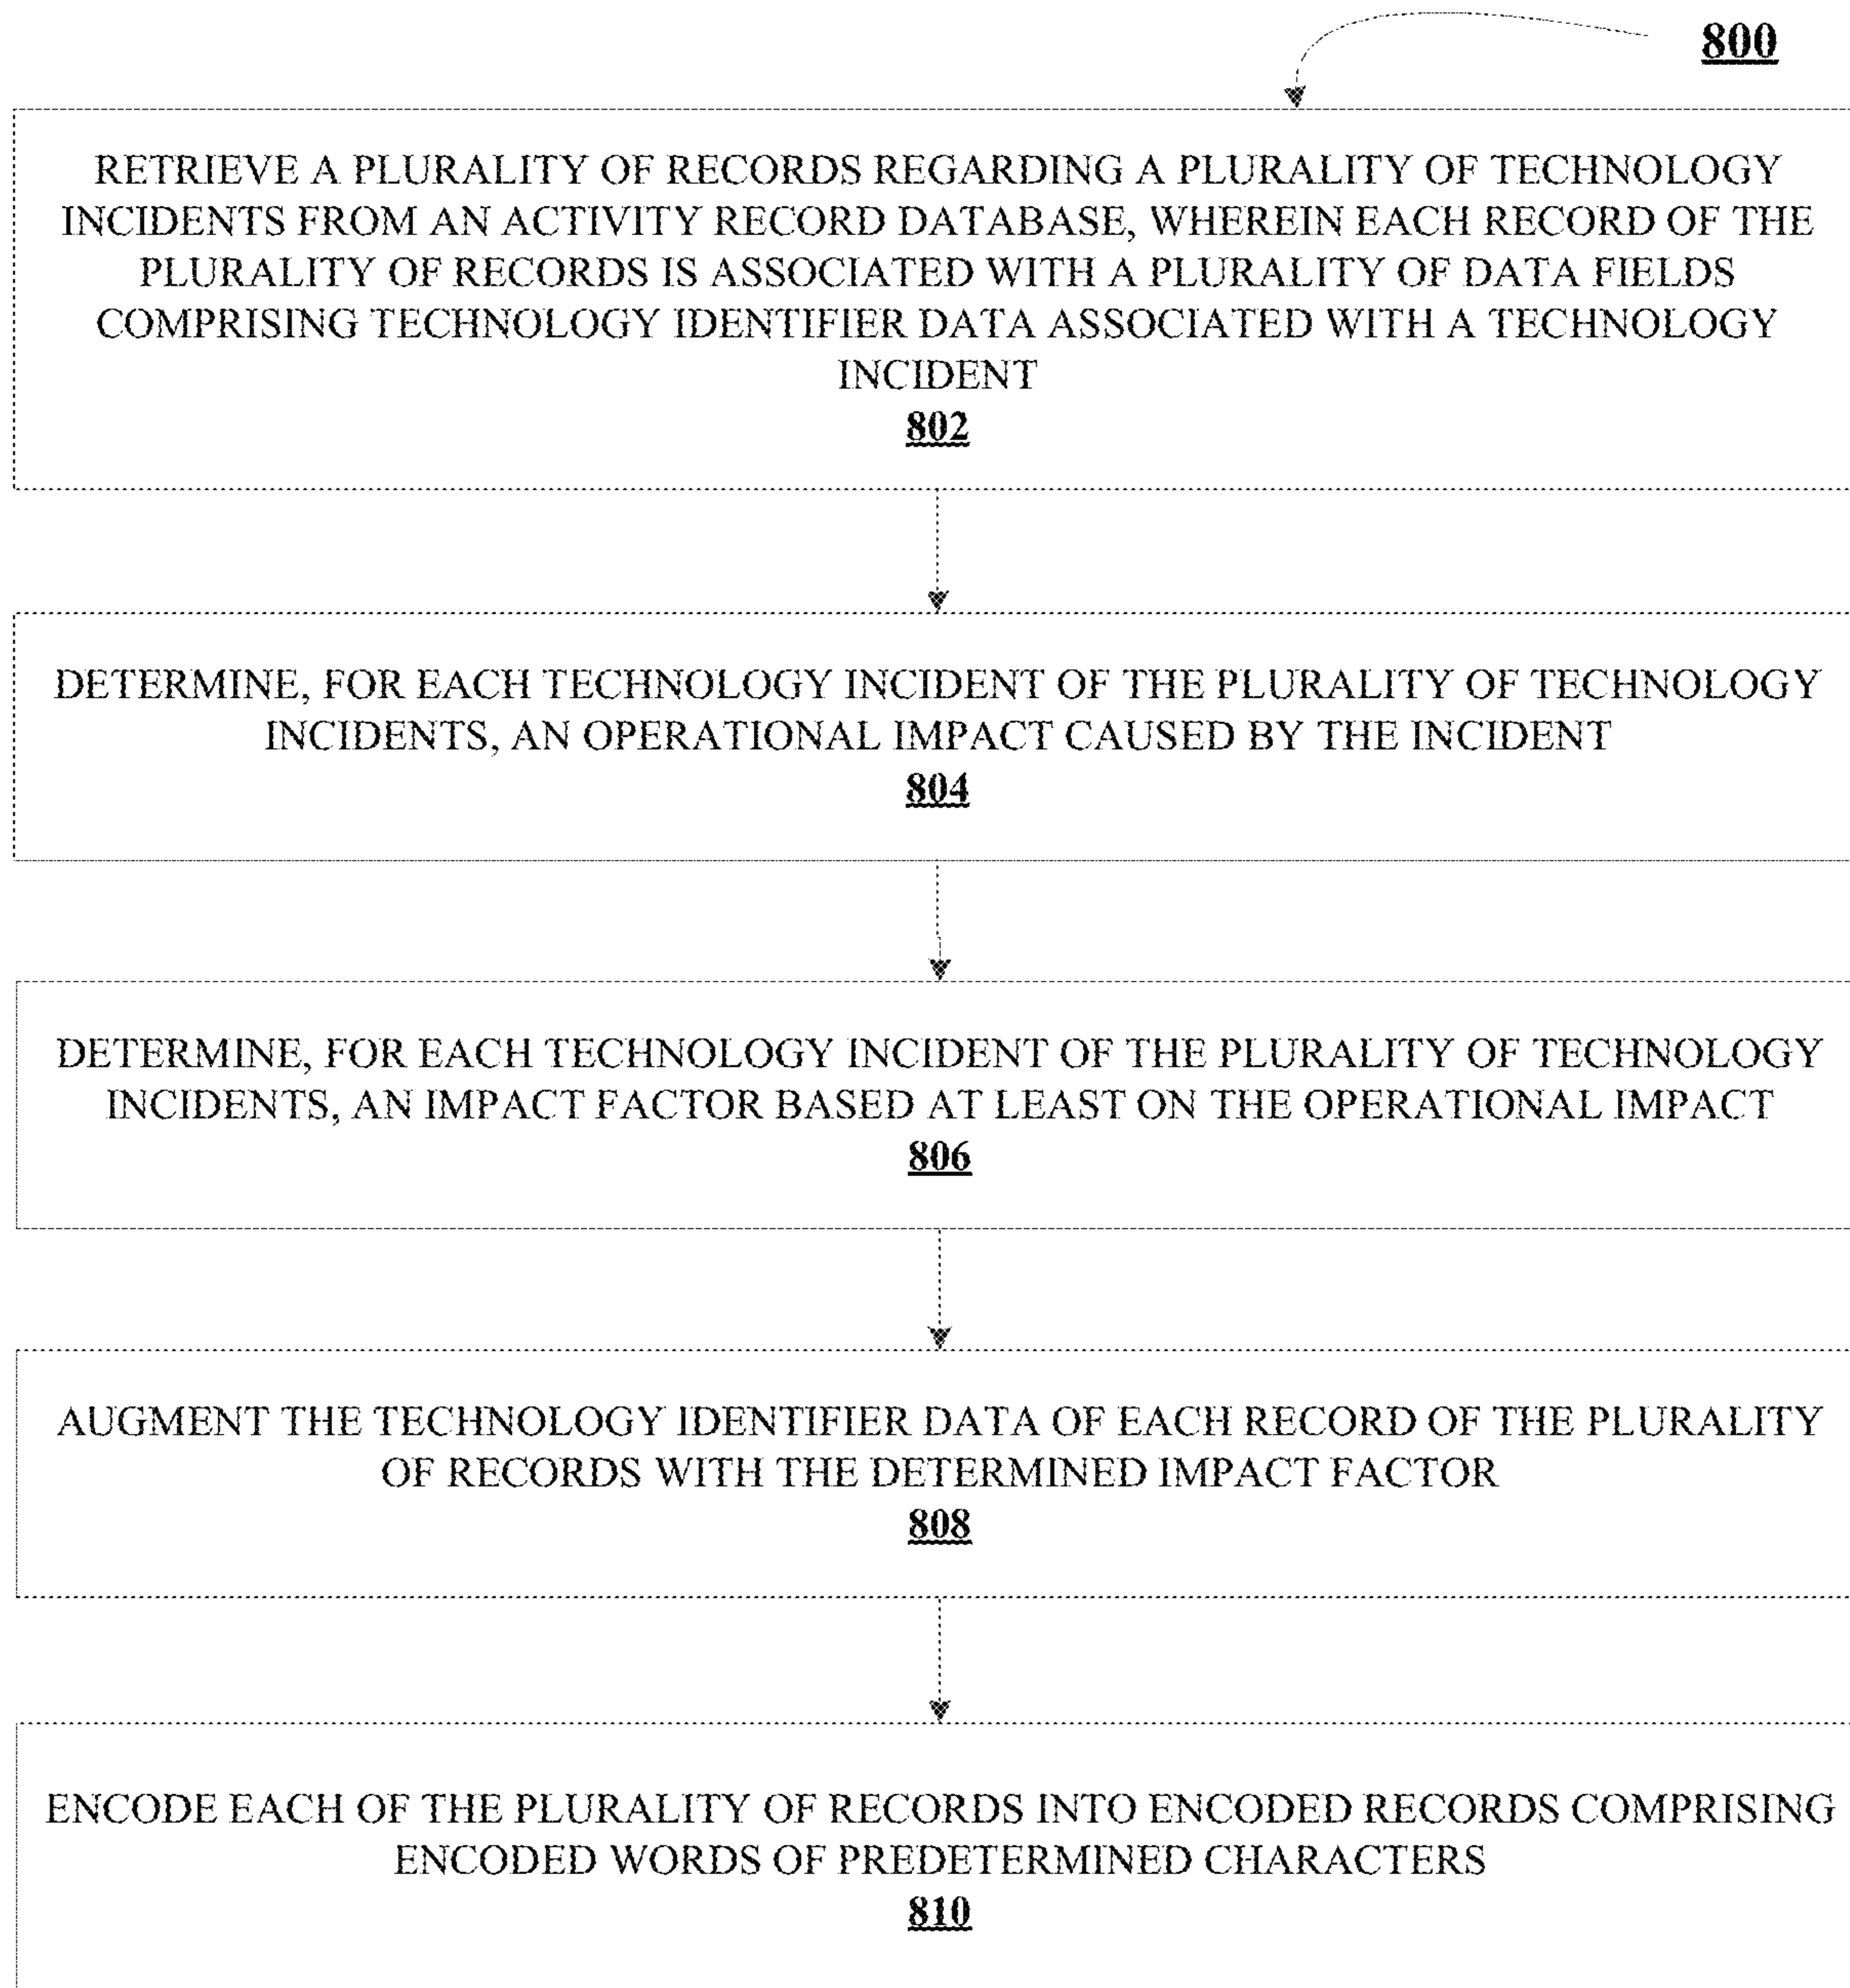 800
RETRIEVE A PLURALITY OF RECORDS REGARDING A PLURALITY OF TECHNOLOGY
INCIDENTS FROM AN ACTIVITY RECORD DATABASE, WHEREIN EACH RECORD OF THE
PLURALITY OF RECORDS IS ASSOCIATED WITH A PLURALITY OF DATA FIELDS
COMPRISING TECHNOLOGY IDENTIFIER DATA ASSOCIATED WITH A TECHNOLOGY
INCIDENT
802
DETERMINE, FOR EACH TECHNOLOGY INCIDENT OF THE PLURALITY OF TECHNOLOGY
INCIDENTS, AN OPERATIONAL IMPACT CAUSED BY THE INCIDENT
804
DETERMINE, FOR EACH TECHNOLOGY INCIDENT OF THE PLURALITY OF TECHNOLOGY
INCIDENTS, AN IMPACT FACTOR BASED AT LEAST ON THE OPERATIONAL IMPACT
806
AUGMENT THE TECHNOLOGY IDENTIFIER DATA OF EACH RECORD OF THE PLURALITY
OF RECORDS WITH THE DETERMINED IMPACT FACTOR
808
ENCODE EACH OF THE PLURALITY OF RECORDS INTO ENCODED RECORDS COMPRISING
ENCODED WORDS OF PREDETERMINED CHARACTERS
810